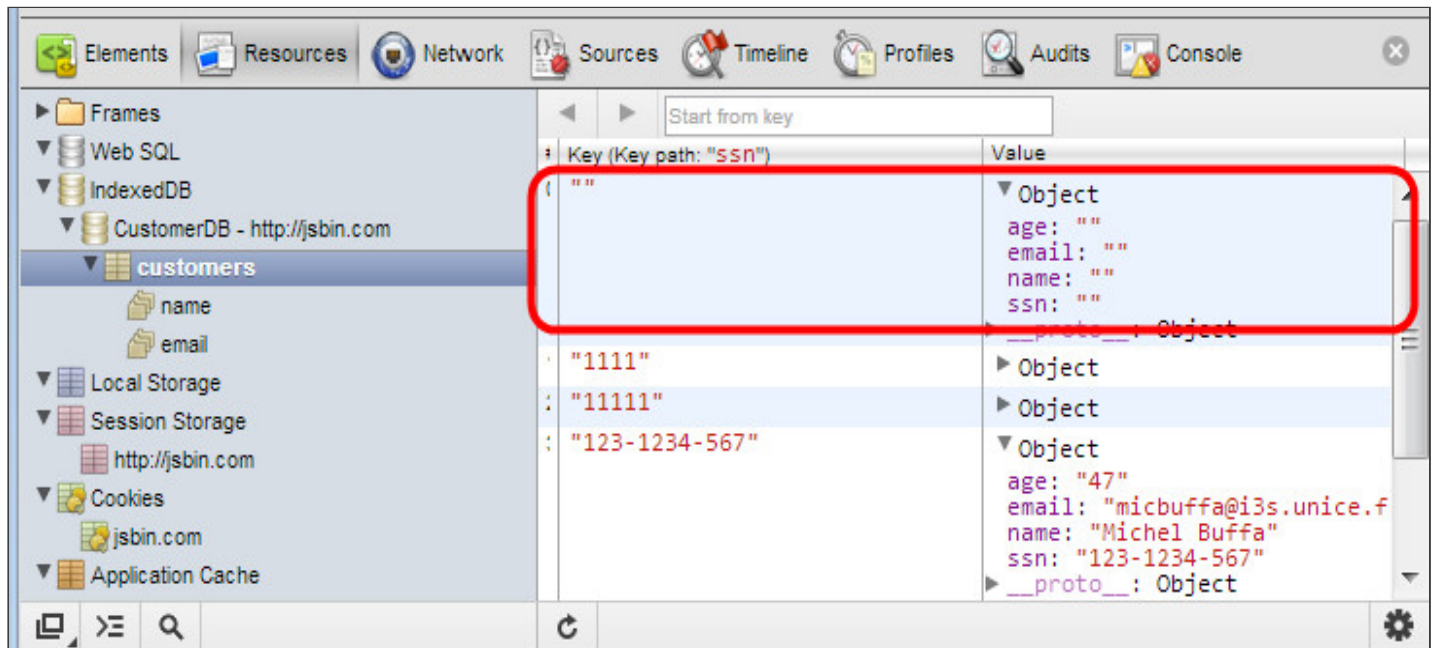 Elements Resources Network Sources Timeline Profiles Audits Console
Frames
Web SQL
IndexedDB
CustomerDB - http://jsbin.com
customers
name
email
Local Storage
Session Storage
http://jsbin.com
Cookies
jsbin.com
Application Cache
Start from key
Key (Key path: "ssn") Value
"" Object
age: ""
email: ""
name: ""
ssn: ""
__proto__: Object
"1111" Object
"11111" Object
"123-1234-567" Object
age: "47"
email: "micbuffa@i3s.unice.f
name: "Michel Buffa"
ssn: "123-1234-567"
__proto__: Object